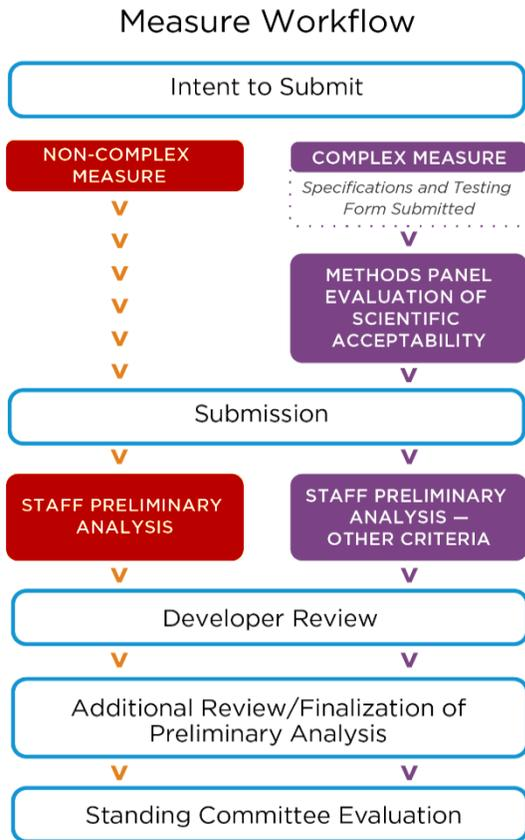 Measure Workflow
Intent to Submit
NON-COMPLEX
MEASURE
COMPLEX MEASURE
Specifications and Testing
Form Submitted
METHODS PANEL
EVALUATION OF
SCIENTIFIC
ACCEPTABILITY
Submission
STAFF PRELIMINARY
ANALYSIS
STAFF PRELIMINARY
ANALYSIS —
OTHER CRITERIA
Developer Review
Additional Review/Finalization of
Preliminary Analysis
Standing Committee Evaluation